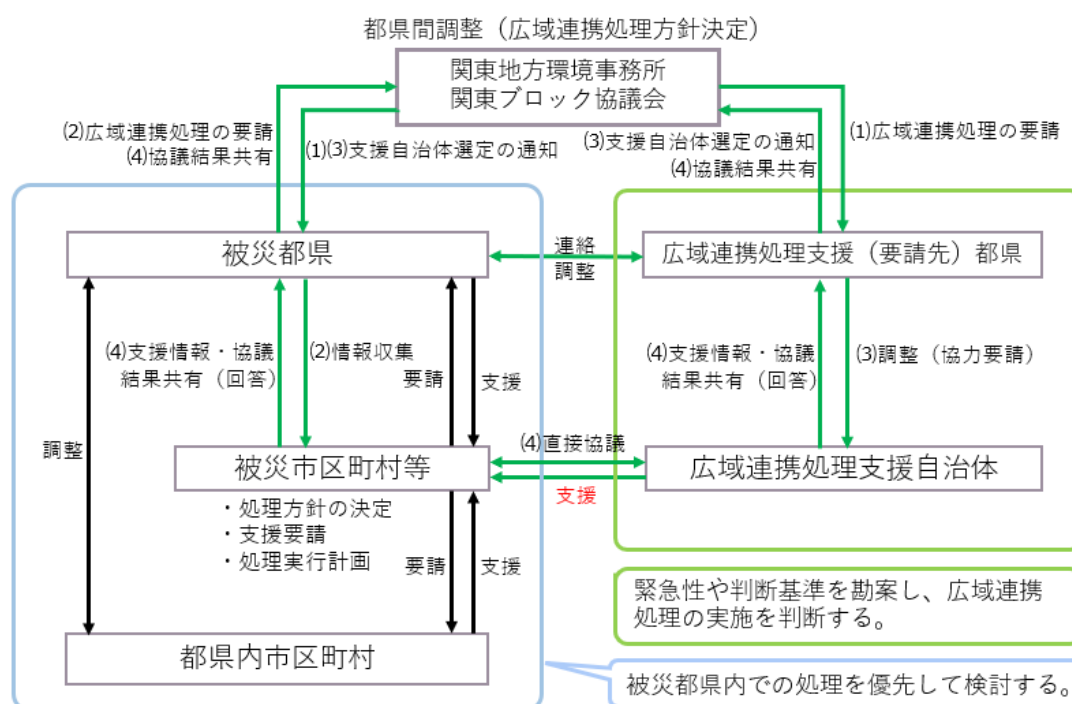 都県間調整（広域連携処理方針決定）
関東地方環境事務所
関東ブロック協議会
⑵広域連携処理の要請
⑷協議結果共有
⑴⑶支援自治体選定の通知
⑶支援自治体選定の通知
⑷協議結果共有
⑴広域連携処理の要請
被災都県
連絡
調整
広域連携処理支援（要請先）都県
⑷支援情報・協議
結果共有（回答）
⑵情報収集
要請
支援
⑷支援情報・協議
結果共有（回答）
⑶調整（協力要請）
調整
被災市区町村等
⑷直接協議
支援
広域連携処理支援自治体
・処理方針の決定
・支援要請
・処理実行計画
要請
支援
都県内市区町村
緊急性や判断基準を勘案し、広域連携
処理の実施を判断する。
被災都県内での処理を優先して検討する。